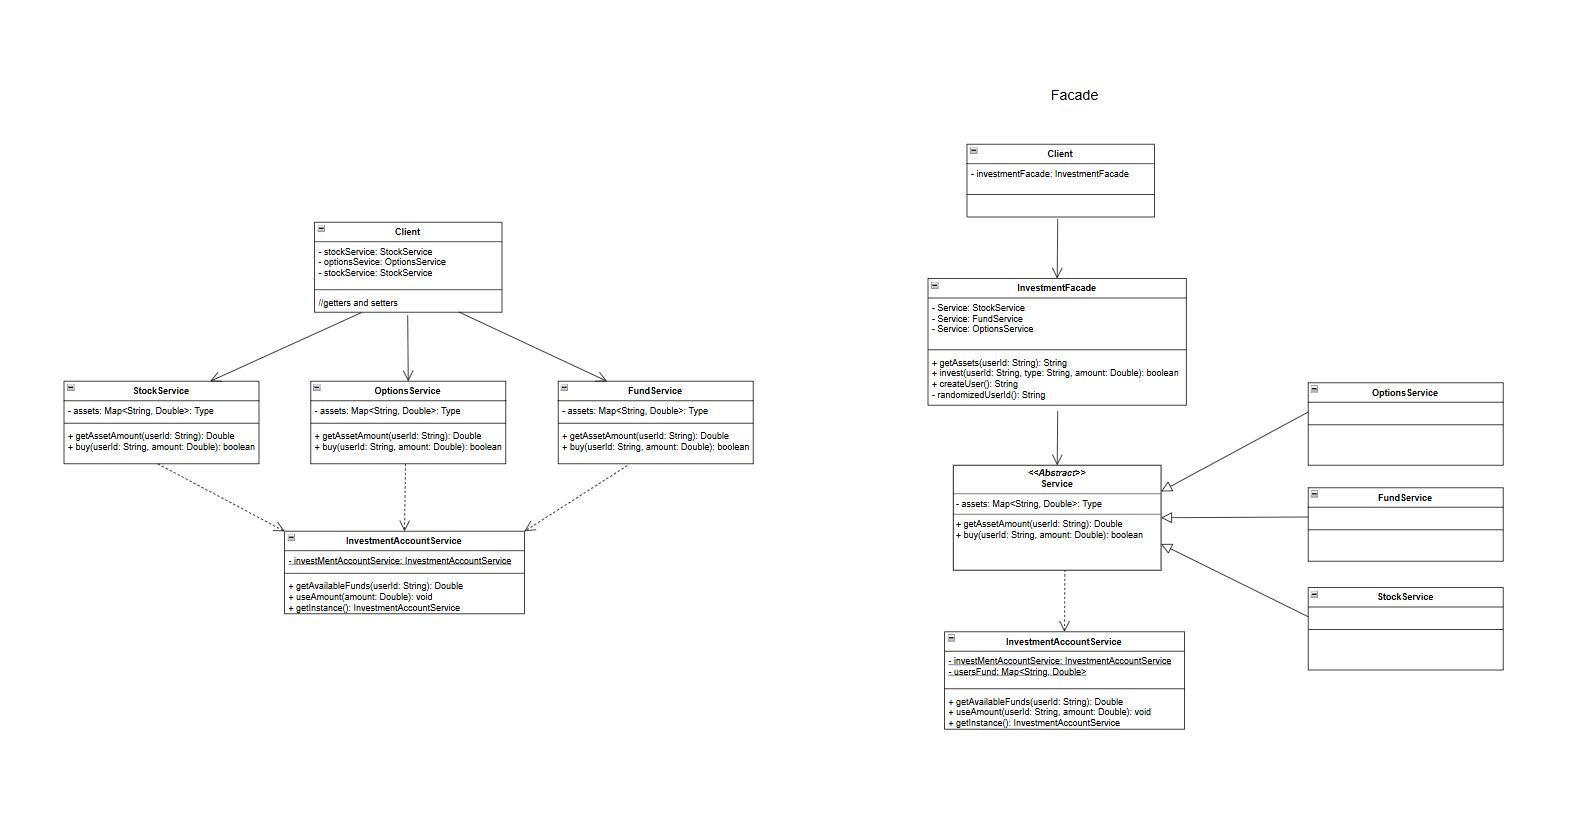 Client
- stockService: StockService
- optionsSevice: OptionsService
- stockService: StockService
//getters and setters
StockService
- assets: Map<String, Double>: Type
+ getAssetAmount(userId: String): Double
+ buy(userId: String, amount: Double): boolean
OptionsService
- assets: Map<String, Double>: Type
+ getAssetAmount(userId: String): Double
+ buy(userId: String, amount: Double): boolean
FundService
- assets: Map<String, Double>: Type
+ getAssetAmount(userId: String): Double
+ buy(userId: String, amount: Double): boolean
InvestmentAccountService
- investMentAccountService: InvestmentAccountService
+ getAvailableFunds(userId: String): Double
+ useAmount(amount: Double): void
+ getInstance(): InvestmentAccountService
Facade
Client
- investmentFacade: InvestmentFacade
InvestmentFacade
- Service: StockService
- Service: FundService
- Service: OptionsService
+ getAssets(userId: String): String
+ invest(userId: String, type: String, amount: Double): boolean
+ createUser(): String
- randomizedUserId(): String
<<Abstract>>
Service
- assets: Map<String, Double>: Type
+ getAssetAmount(userId: String): Double
+ buy(userId: String, amount: Double): boolean
OptionsService
FundService
StockService
InvestmentAccountService
- investMentAccountService: InvestmentAccountService
- usersFund: Map<String, Double>
+ getAvailableFunds(userId: String): Double
+ useAmount(userId: String, amount: Double): void
+ getInstance(): InvestmentAccountService